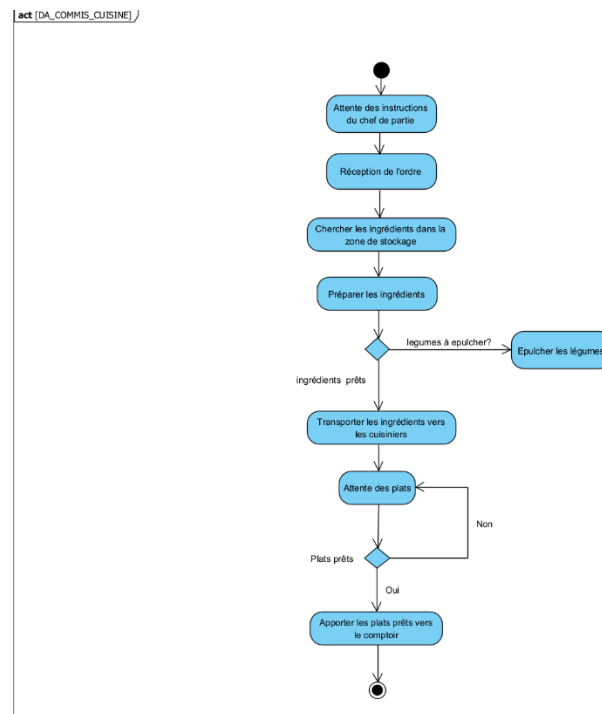 act [DA_COMMIS_CUISINE]
Attente des instructions
du chef de partie
Réception de l'ordre
Chercher les ingrédients dans la
zone de stockage
Préparer les ingrédients
legumes à epulcher?
Epulcher les légumes
ingrédients prêts
Transporter les ingrédients vers
les cuisiniers
Attente des plats
Non
Plats prêts
Oui
Apporter les plats prêts vers
le comptoir